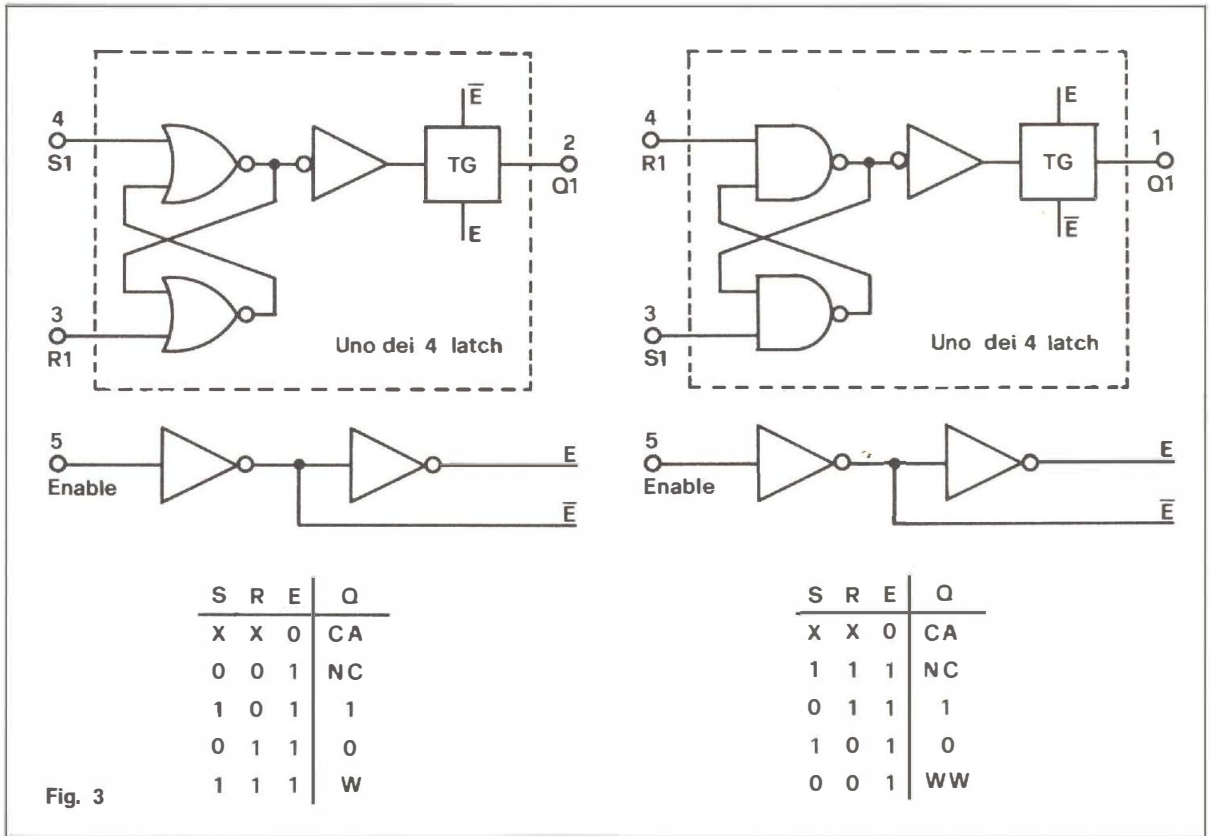 4
S1
E̅
TG
E
2
Q1
3
R1
Uno dei 4 latch
5
Enable
E
E̅
S R E Q
X X 0 CA
0 0 1 NC
1 0 1 1
0 1 1 0
1 1 1 W
4
R1
E
TG
E̅
1
Q1
3
S1
Uno dei 4 latch
5
Enable
E
E̅
S R E Q
X X 0 CA
1 1 1 NC
0 1 1 1
1 0 1 0
0 0 1 WW
Fig. 3